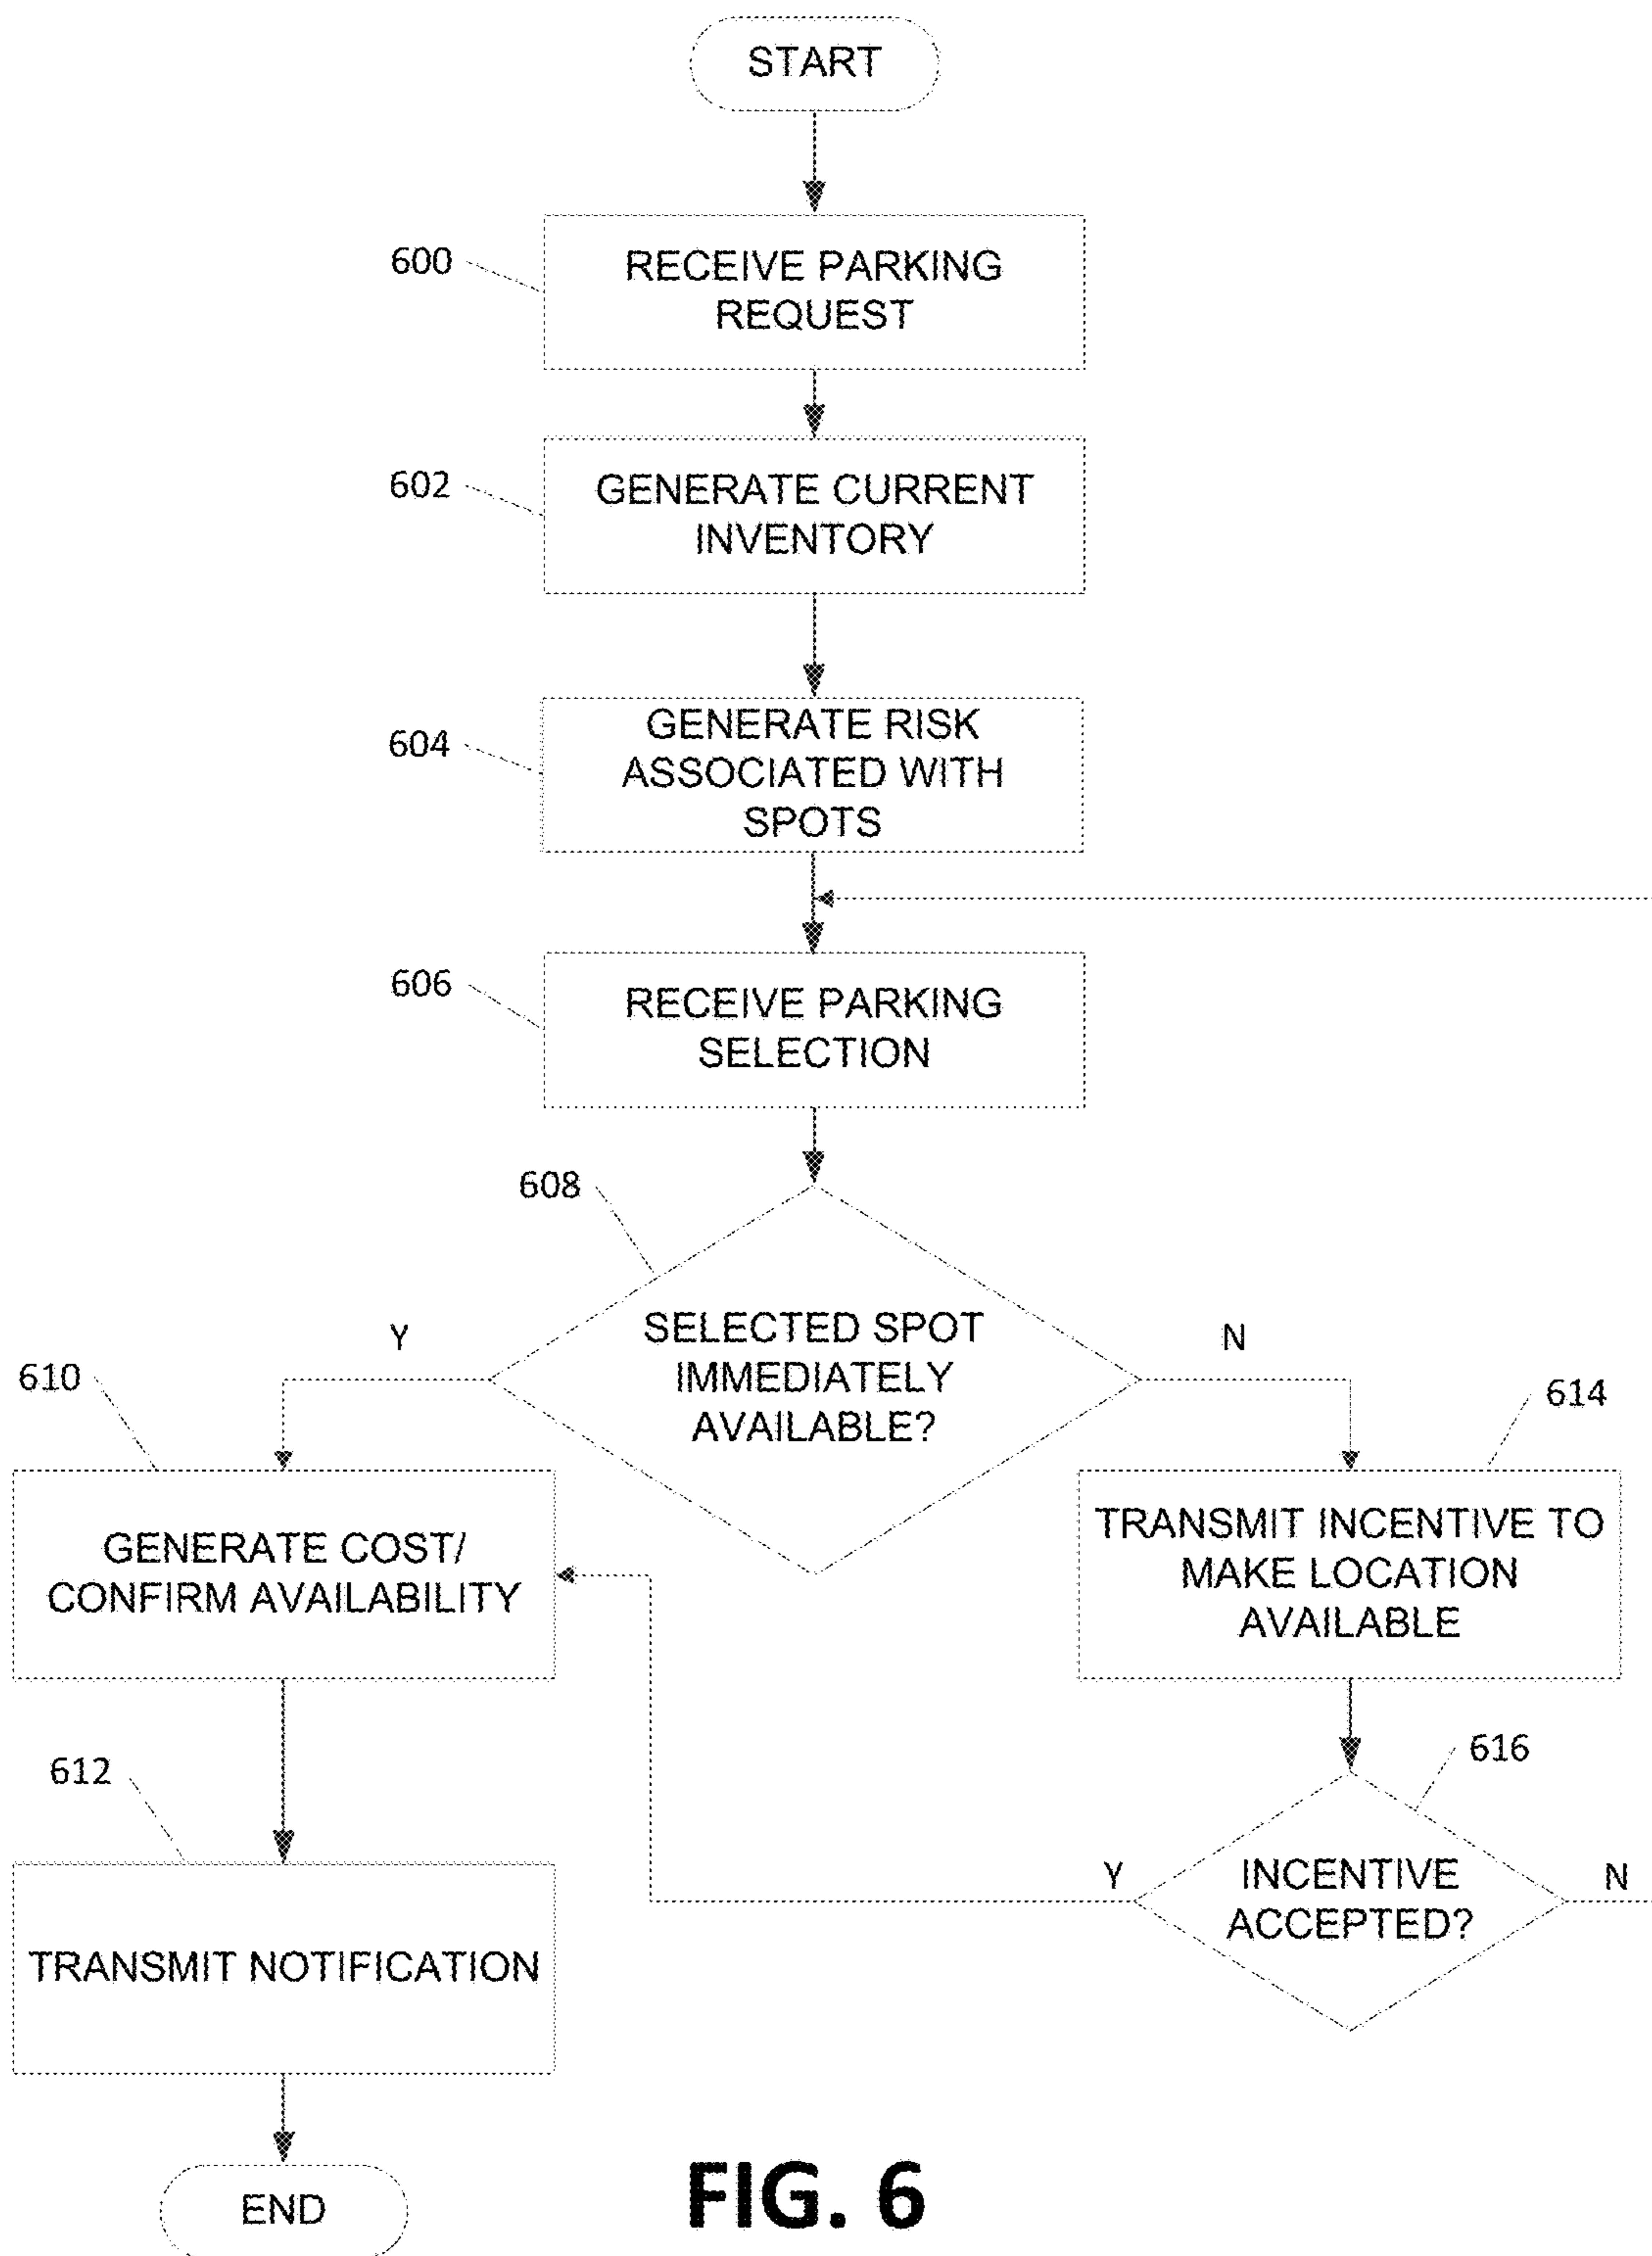 START
600
RECEIVE PARKING
REQUEST
602
GENERATE CURRENT
INVENTORY
604
GENERATE RISK
ASSOCIATED WITH
SPOTS
606
RECEIVE PARKING
SELECTION
608
SELECTED SPOT
IMMEDIATELY
AVAILABLE?
Y
N
610
GENERATE COST/
CONFIRM AVAILABILITY
614
TRANSMIT INCENTIVE TO
MAKE LOCATION
AVAILABLE
612
TRANSMIT NOTIFICATION
616
INCENTIVE
ACCEPTED?
Y
N
END
FIG. 6